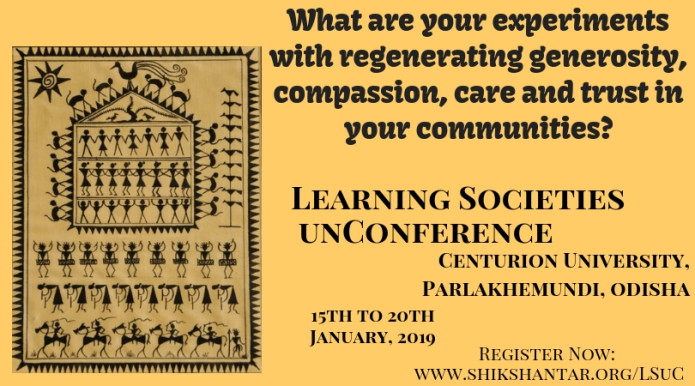 What are your experiments
with regenerating generosity,
compassion, care and trust in
your communities?
Learning Societies
unConference
Centurion University,
Parlakhemundi, odisha
15th to 20th
January, 2019
Register Now:
www.shikshantar.org/LSuC